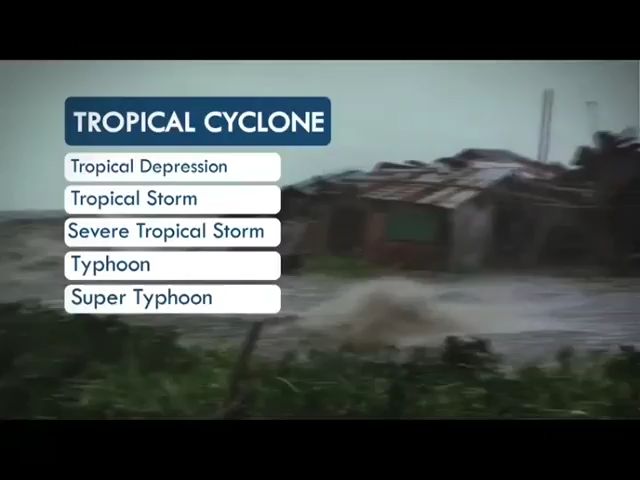 TROPICAL CYCLONE
Tropical Depression
Tropical Storm
Severe Tropical Storm
Typhoon
Super Typhoon